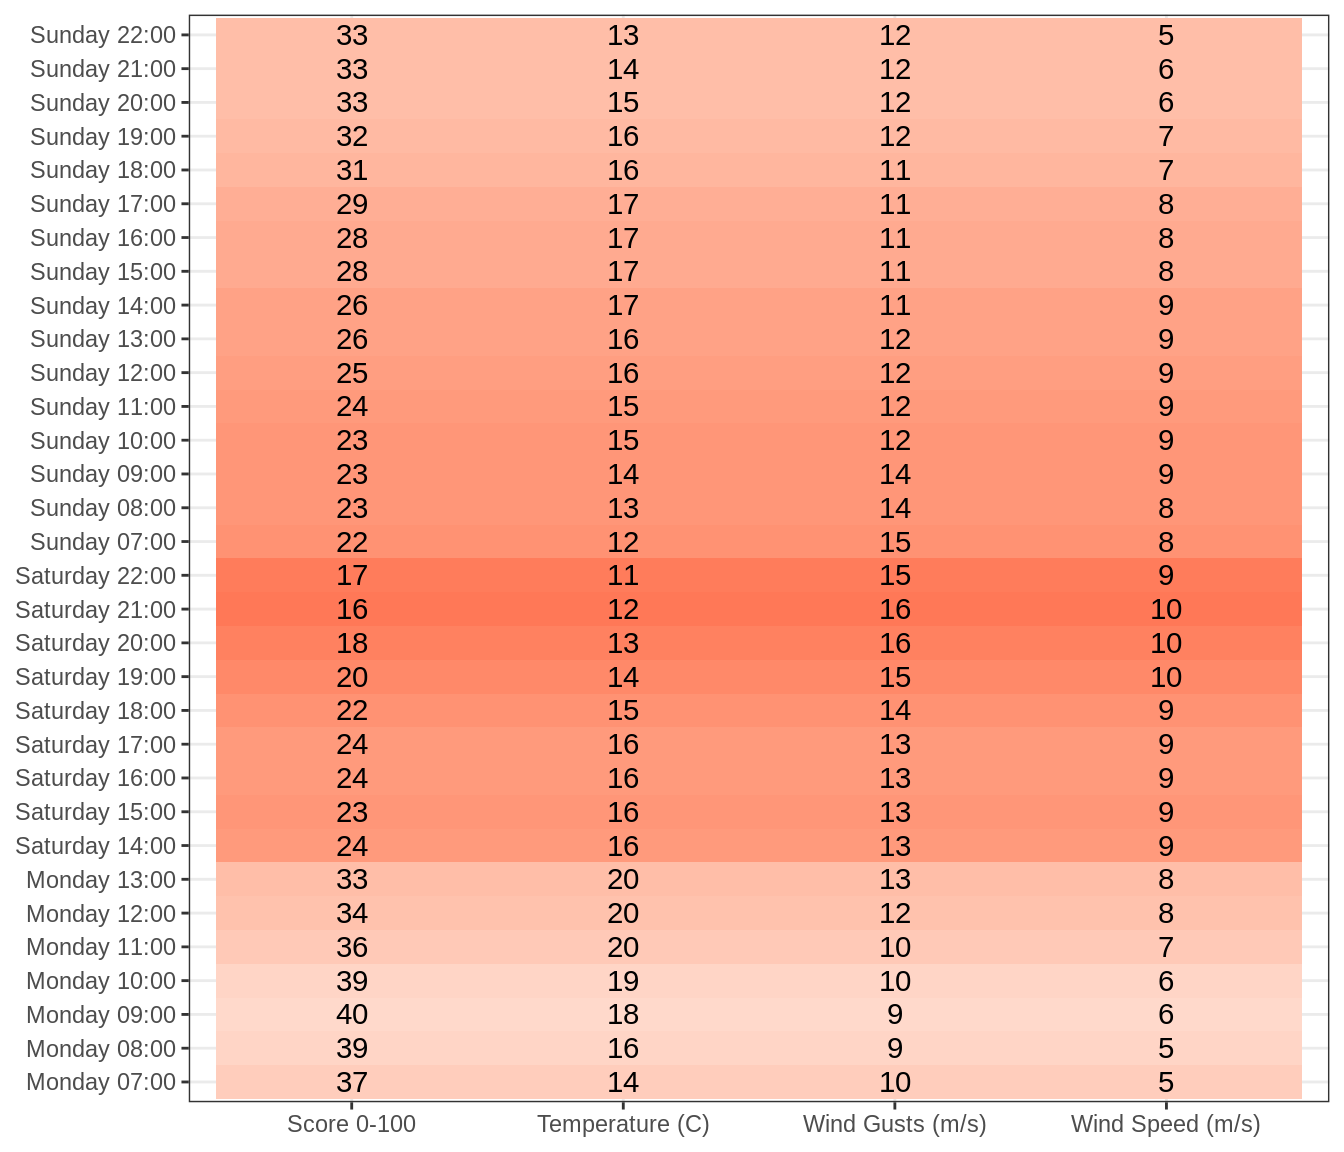 Sunday 22:00 33 13 12 5
Sunday 21:00 33 14 12 6
Sunday 20:00 33 15 12 6
Sunday 19:00 32 16 12 7
Sunday 18:00 31 16 11 7
Sunday 17:00 29 17 11 8
Sunday 16:00 28 17 11 8
Sunday 15:00 28 17 11 8
Sunday 14:00 26 17 11 9
Sunday 13:00 26 16 12 9
Sunday 12:00 25 16 12 9
Sunday 11:00 24 15 12 9
Sunday 10:00 23 15 12 9
Sunday 09:00 23 14 14 9
Sunday 08:00 23 13 14 8
Sunday 07:00 22 12 15 8
Saturday 22:00 17 11 15 9
Saturday 21:00 16 12 16 10
Saturday 20:00 18 13 16 10
Saturday 19:00 20 14 15 10
Saturday 18:00 22 15 14 9
Saturday 17:00 24 16 13 9
Saturday 16:00 24 16 13 9
Saturday 15:00 23 16 13 9
Saturday 14:00 24 16 13 9
Monday 13:00 33 20 13 8
Monday 12:00 34 20 12 8
Monday 11:00 36 20 10 7
Monday 10:00 39 19 10 6
Monday 09:00 40 18 9 6
Monday 08:00 39 16 9 5
Monday 07:00 37 14 10 5
Score 0-100 Temperature (C) Wind Gusts (m/s) Wind Speed (m/s)